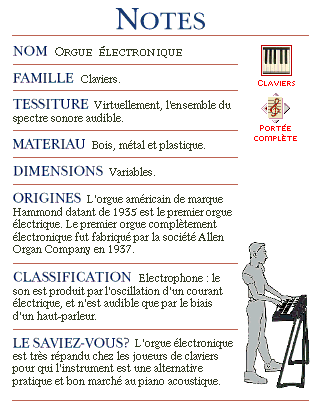 NOTES
NOM ORGUE ÉLECTRONIQUE
FAMILLE Claviers.
TESSITURE Virtuellement, l'ensemble du
spectre sonore audible.
MATERIAU Bois, métal et plastique.
DIMENSIONS Variables.
ORIGINES L'orgue américain de marque
Hammond datant de 1935 est le premier orgue
électrique. Le premier orgue complètement
électronique fut fabriqué par la société Allen
Organ Company en 1937.
CLASSIFICATION Electrophone : le
son est produit par l'oscillation d'un courant
électrique, et n'est audible que par le biais
d'un haut-parleur.
LE SAVIEZ-VOUS? L'orgue électronique
est très répandu chez les joueurs de claviers
pour qui l'instrument est une alternative
pratique et bon marché au piano acoustique.
CLAVIERS
PORTÉE
COMPLÈTE